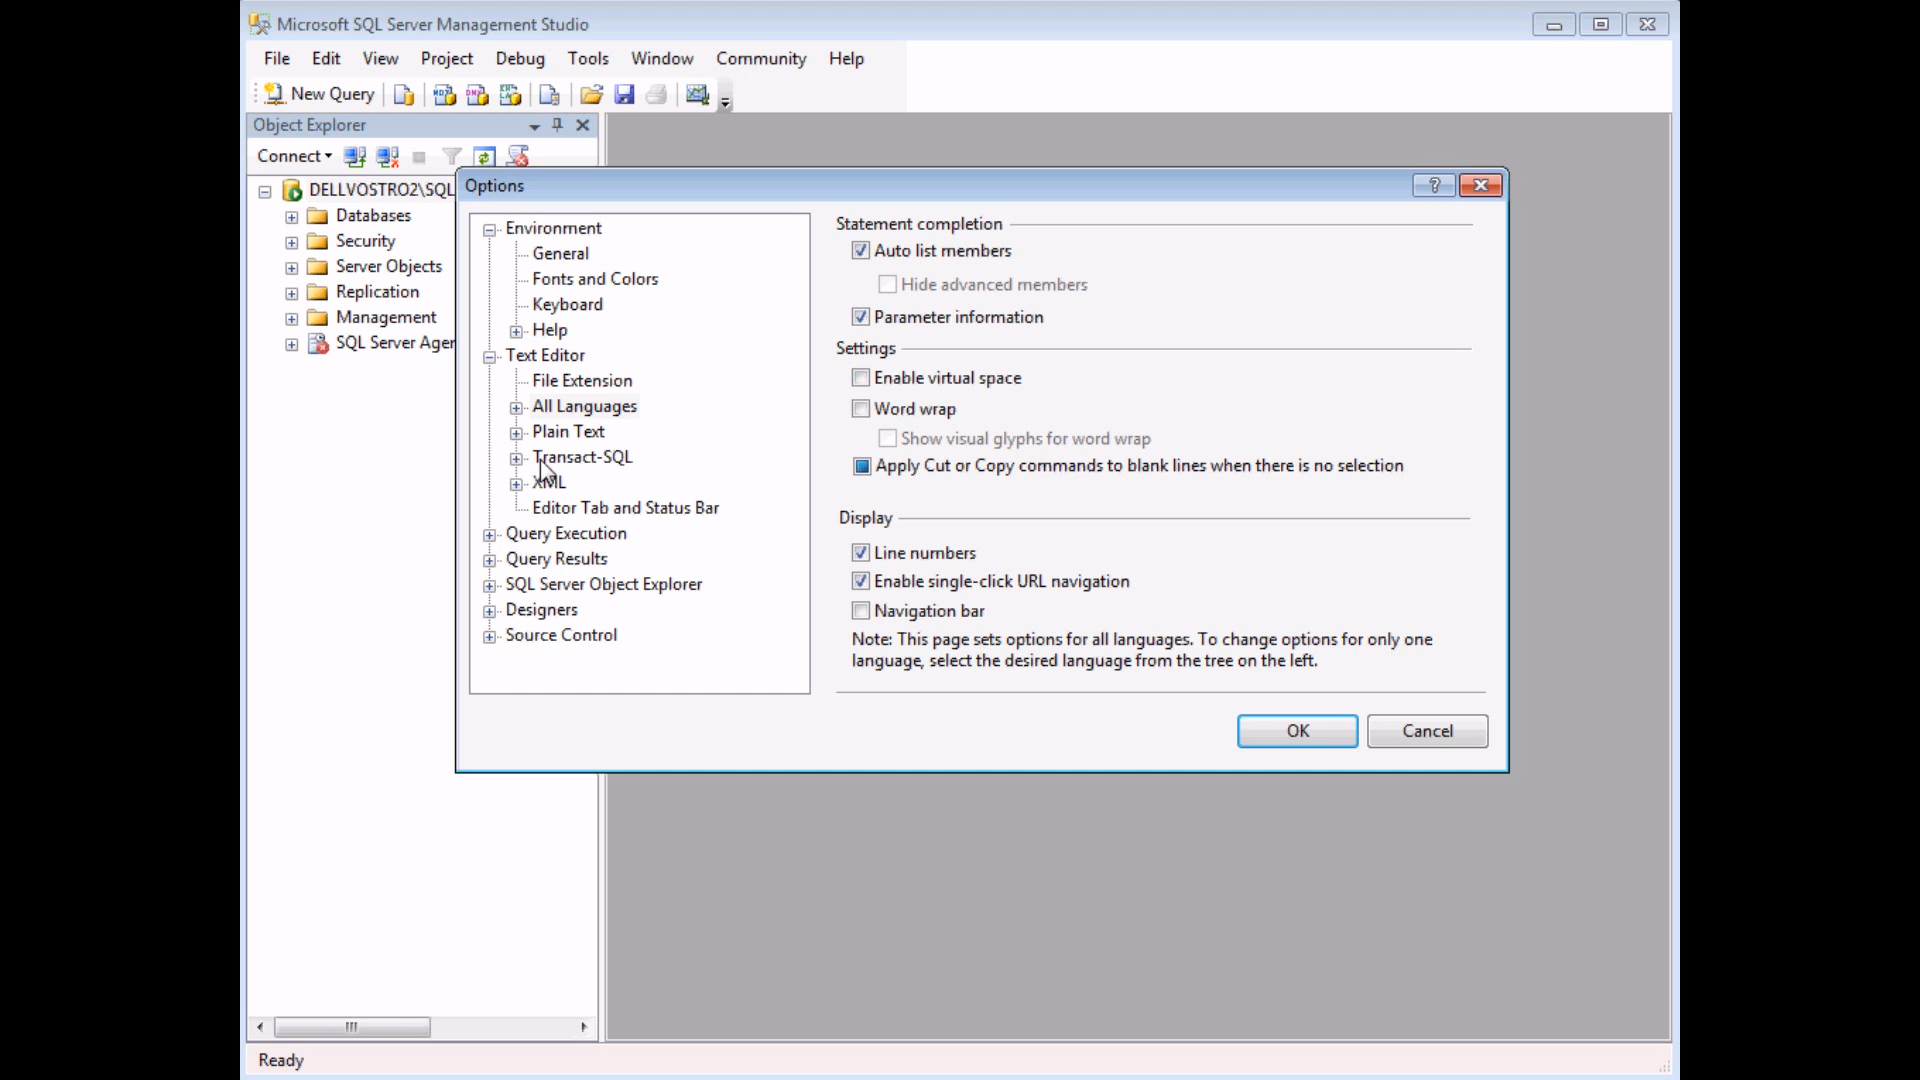 Microsoft SQL Server Management Studio
File Edit View Project Debug Tools Window Community Help
New Query
Object Explorer
Connect
DELLVOSTRO2\SQL
Databases
Security
Server Objects
Replication
Management
SQL Server Agen
Options
Environment
General
Fonts and Colors
Keyboard
Help
Text Editor
File Extension
All Languages
Plain Text
Transact-SQL
XML
Editor Tab and Status Bar
Query Execution
Query Results
SQL Server Object Explorer
Designers
Source Control
Statement completion
Auto list members
Hide advanced members
Parameter information
Settings
Enable virtual space
Word wrap
Show visual glyphs for word wrap
Apply Cut or Copy commands to blank lines when there is no selection
Display
Line numbers
Enable single-click URL navigation
Navigation bar
Note: This page sets options for all languages. To change options for only one
language, select the desired language from the tree on the left.
OK Cancel
Ready